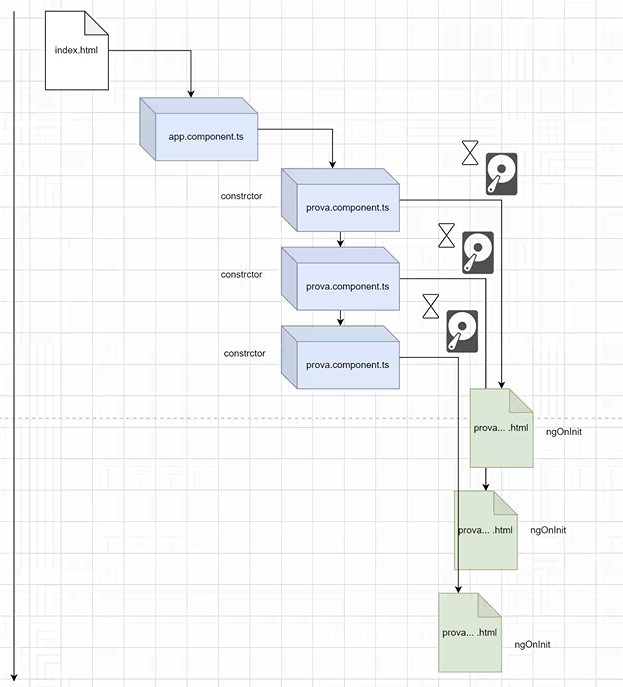 index.html
app.component.ts
constrctor
prova.component.ts
constrctor
prova.component.ts
constrctor
prova.component.ts
prova... .html
ngOnInit
prova... .html
ngOnInit
prova... .html
ngOnInit